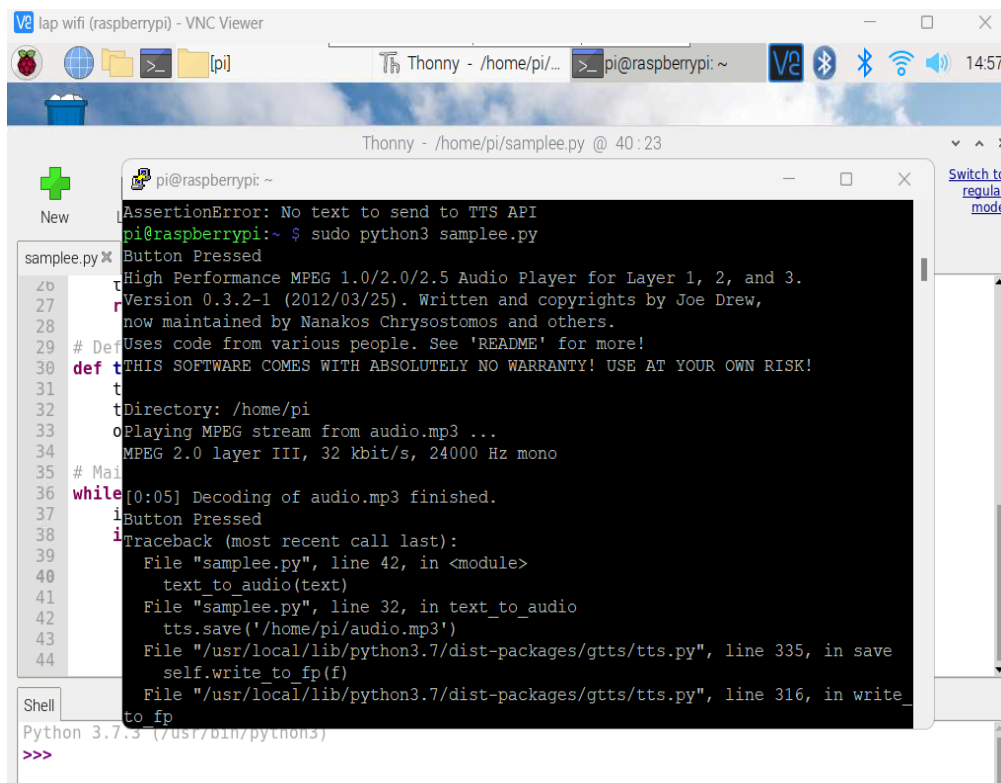 lap wifi (raspberrypi) - VNC Viewer
[pi]
Thonny - /home/pi/...
pi@raspberrypi: ~
14:57
Thonny - /home/pi/samplee.py @ 40:23
Switch to
regula
mode
New
L
pi@raspberrypi: ~
samplee.py
26 t
27 r
28
29 # Def
30 def t
31 t
32 t
33 o
34
35 # Mai
36 while
37 i
38 i
39
40
41
42
43
44
AssertionError: No text to send to TTS API
pi@raspberrypi:~ $ sudo python3 samplee.py
Button Pressed
High Performance MPEG 1.0/2.0/2.5 Audio Player for Layer 1, 2, and 3.
Version 0.3.2-1 (2012/03/25). Written and copyrights by Joe Drew,
now maintained by Nanakos Chrysostomos and others.
Uses code from various people. See 'README' for more!
THIS SOFTWARE COMES WITH ABSOLUTELY NO WARRANTY! USE AT YOUR OWN RISK!
Directory: /home/pi
Playing MPEG stream from audio.mp3 ...
MPEG 2.0 layer III, 32 kbit/s, 24000 Hz mono
[0:05] Decoding of audio.mp3 finished.
Button Pressed
Traceback (most recent call last):
File "samplee.py", line 42, in <module>
text_to_audio(text)
File "samplee.py", line 32, in text_to_audio
tts.save('/home/pi/audio.mp3')
File "/usr/local/lib/python3.7/dist-packages/gtts/tts.py", line 335, in save
self.write_to_fp(f)
File "/usr/local/lib/python3.7/dist-packages/gtts/tts.py", line 316, in write_
to_fp
Shell
Python 3.7.3 (/usr/bin/python3)
>>>